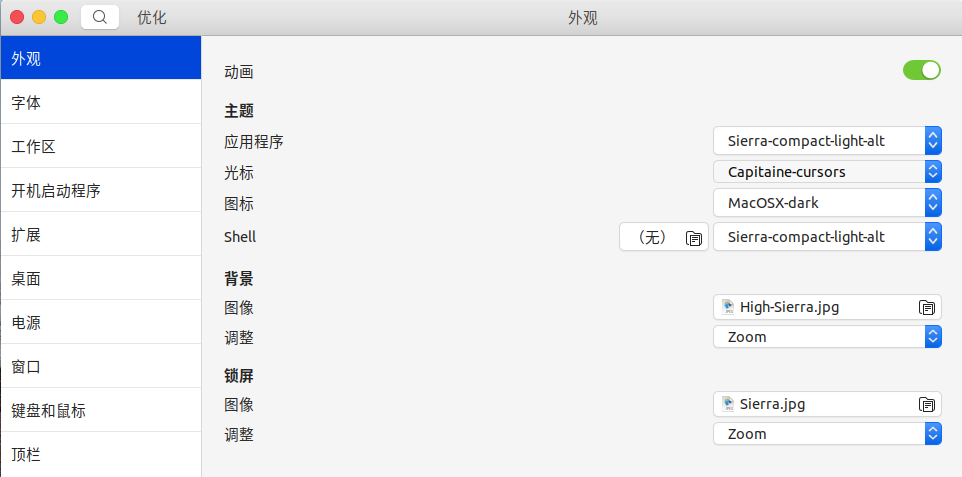 优化
外观
外观
字体
工作区
开机启动程序
扩展
桌面
电源
窗口
键盘和鼠标
顶栏
动画
主题
应用程序 Sierra-compact-light-alt
光标 Capitaine-cursors
图标 MacOSX-dark
Shell （无） Sierra-compact-light-alt
背景
图像 High-Sierra.jpg
调整 Zoom
锁屏
图像 Sierra.jpg
调整 Zoom